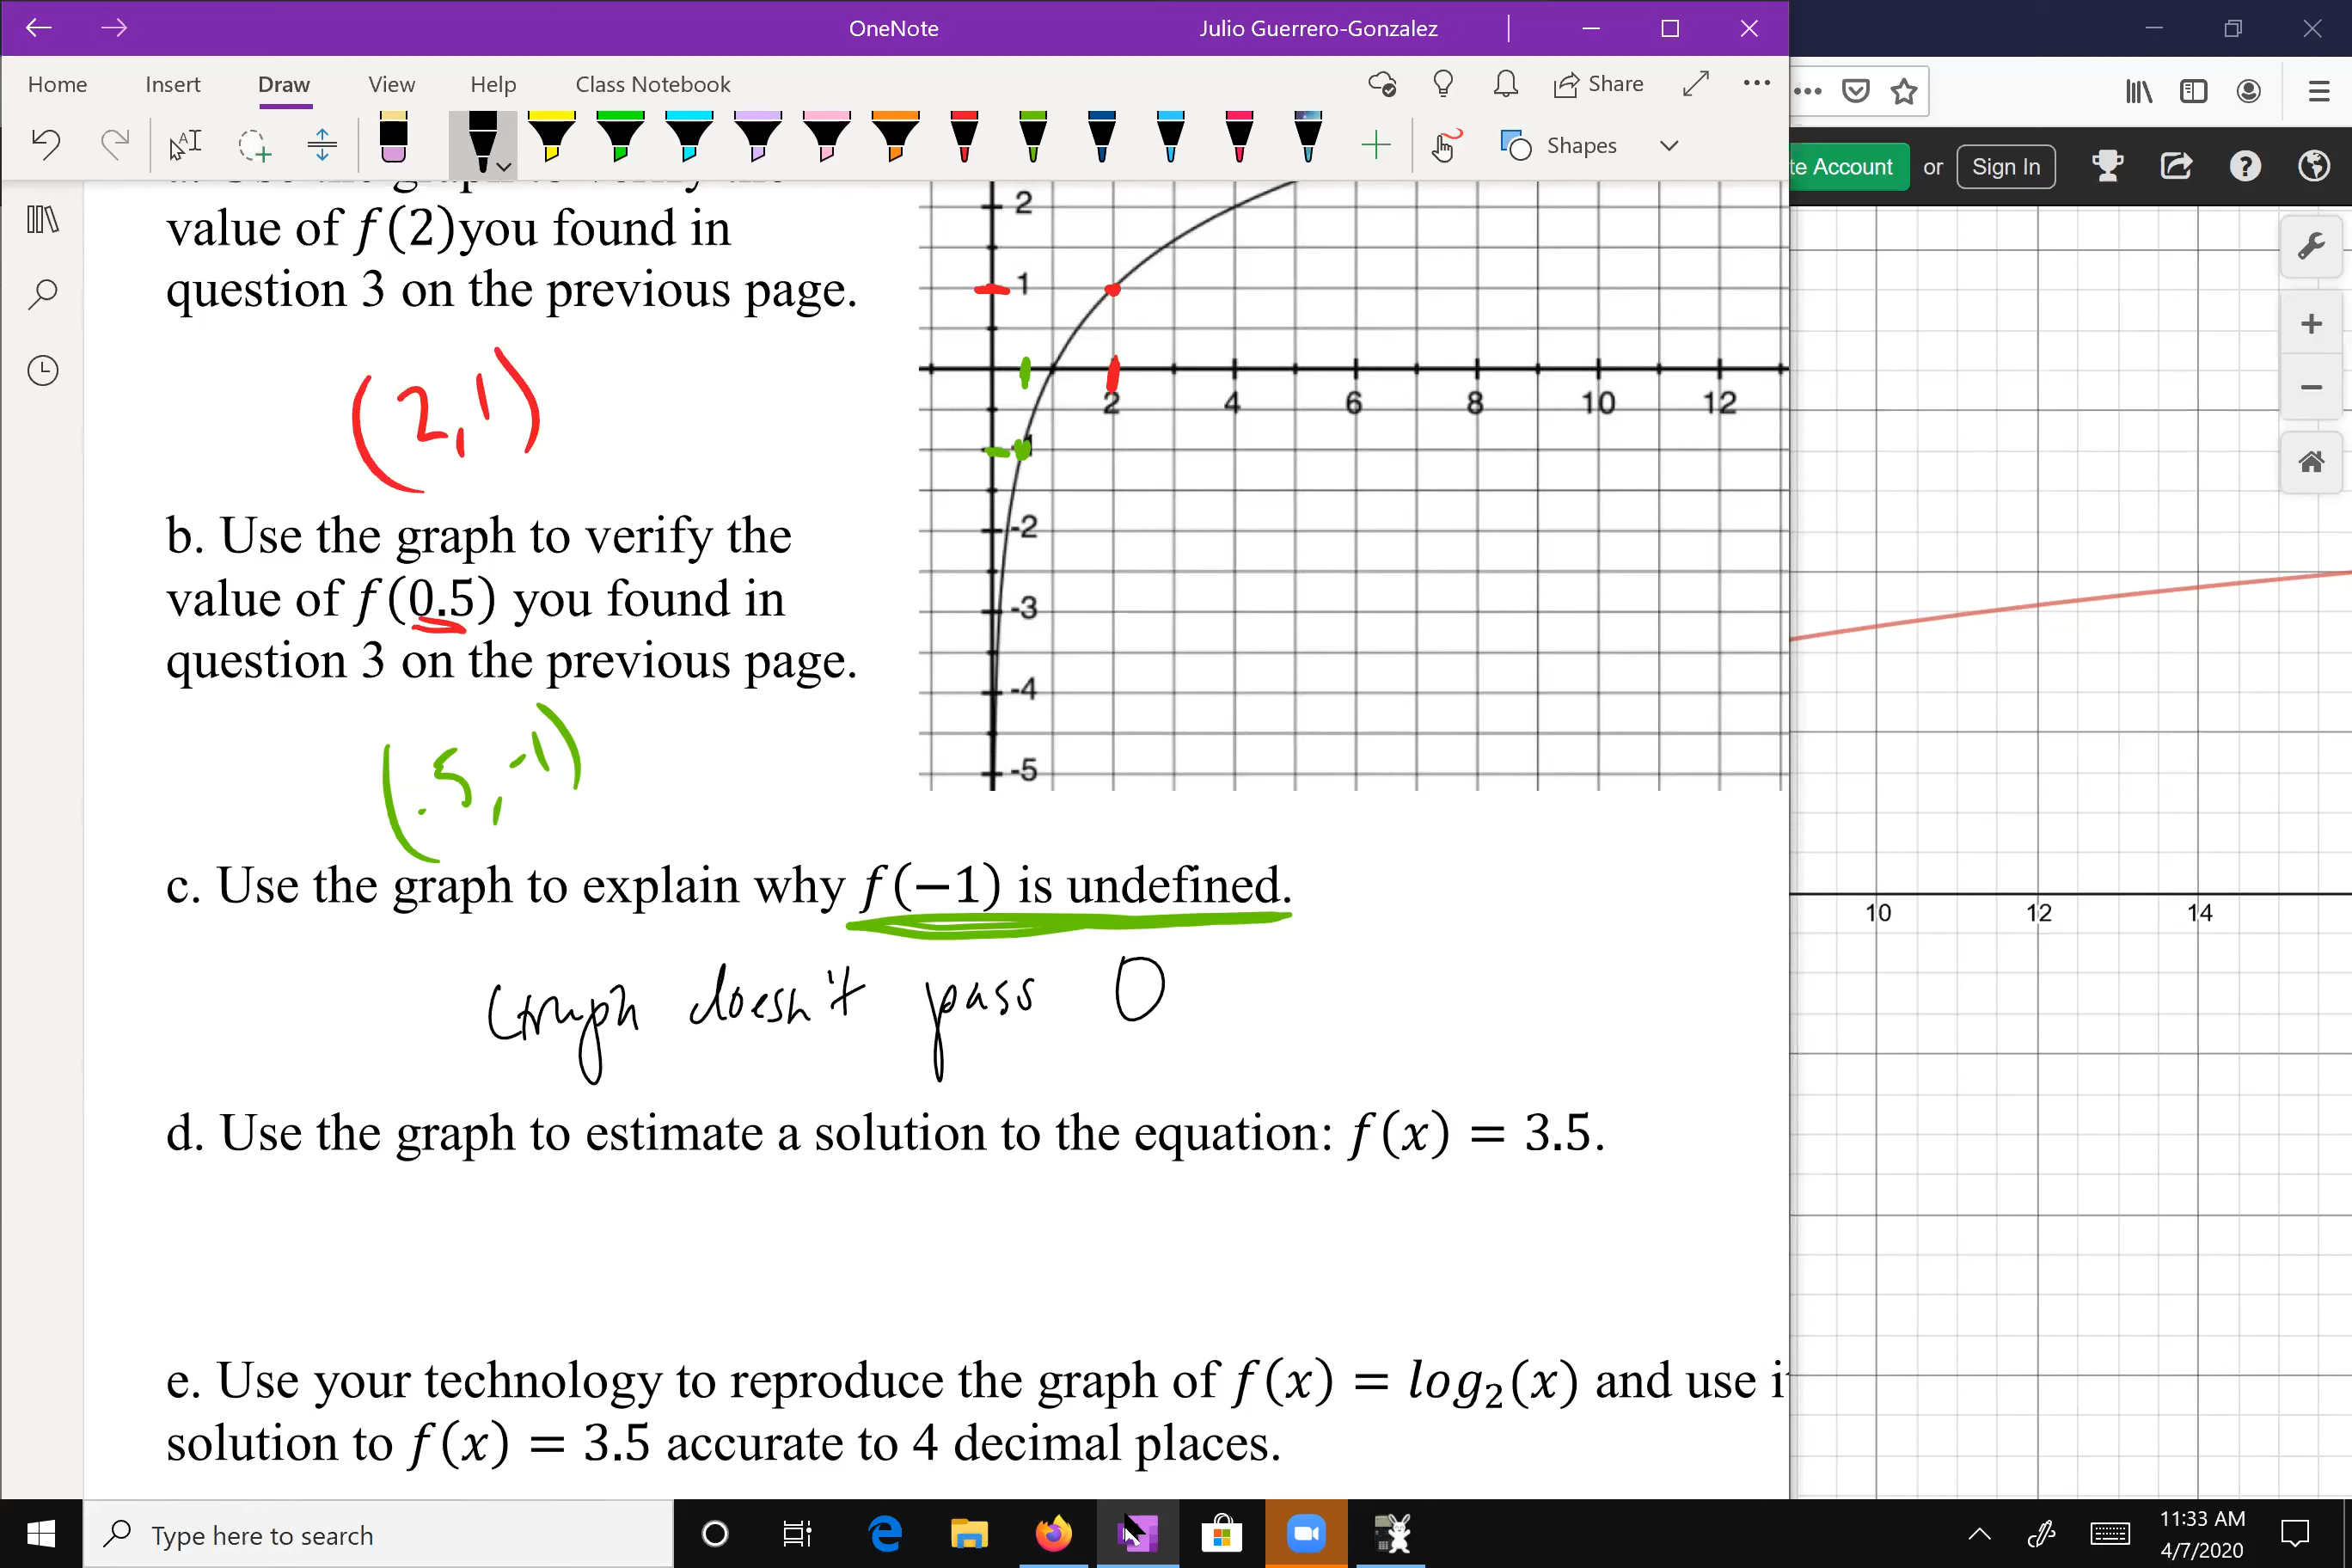 OneNote
Julio Guerrero-Gonzalez
Home Insert Draw View Help Class Notebook Share
Shapes
te Account or Sign In
value of f(2)you found in
question 3 on the previous page.
(2,1)
b. Use the graph to verify the
value of f(0.5) you found in
question 3 on the previous page.
(.5,-1)
2
1
2 4 6 8 10 12
-2
-3
-4
-5
c. Use the graph to explain why f(−1) is undefined.
Graph doesn't pass 0
d. Use the graph to estimate a solution to the equation: f(x) = 3.5.
e. Use your technology to reproduce the graph of f(x) = log₂(x) and use i
solution to f(x) = 3.5 accurate to 4 decimal places.
10 12 14
Type here to search
11:33 AM
4/7/2020